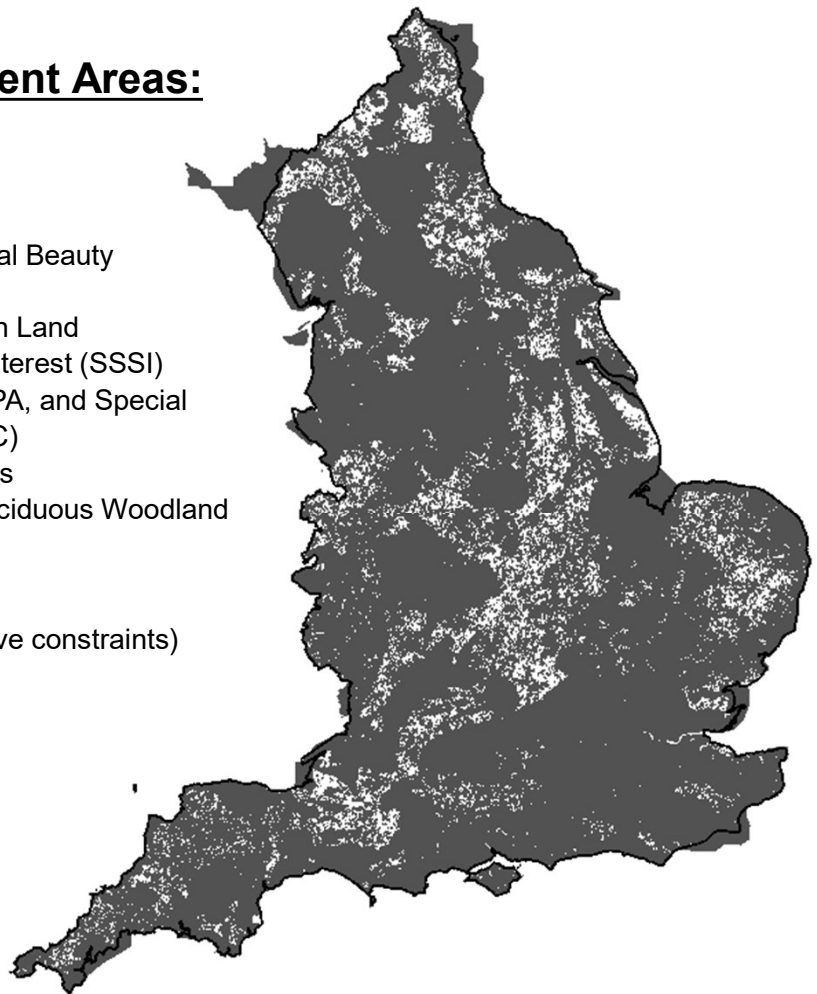 ent Areas:
al Beauty
n Land
terest (SSSI)
PA, and Special
C)
s
ciduous Woodland
ve constraints)